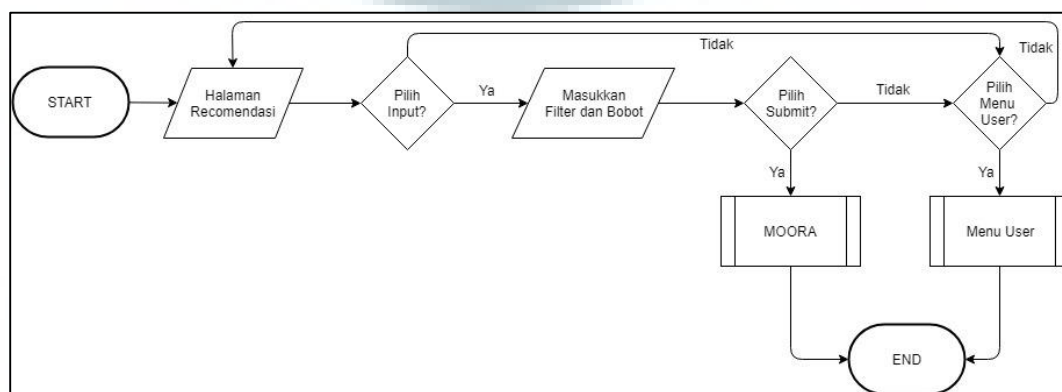 Tidak
Tidak
START
Halaman
Recomendasi
Pilih
Input?
Ya
Masukkan
Filter dan Bobot
Pilih
Submit?
Tidak
Pilih
Menu
User?
Ya
Ya
MOORA
Menu User
END